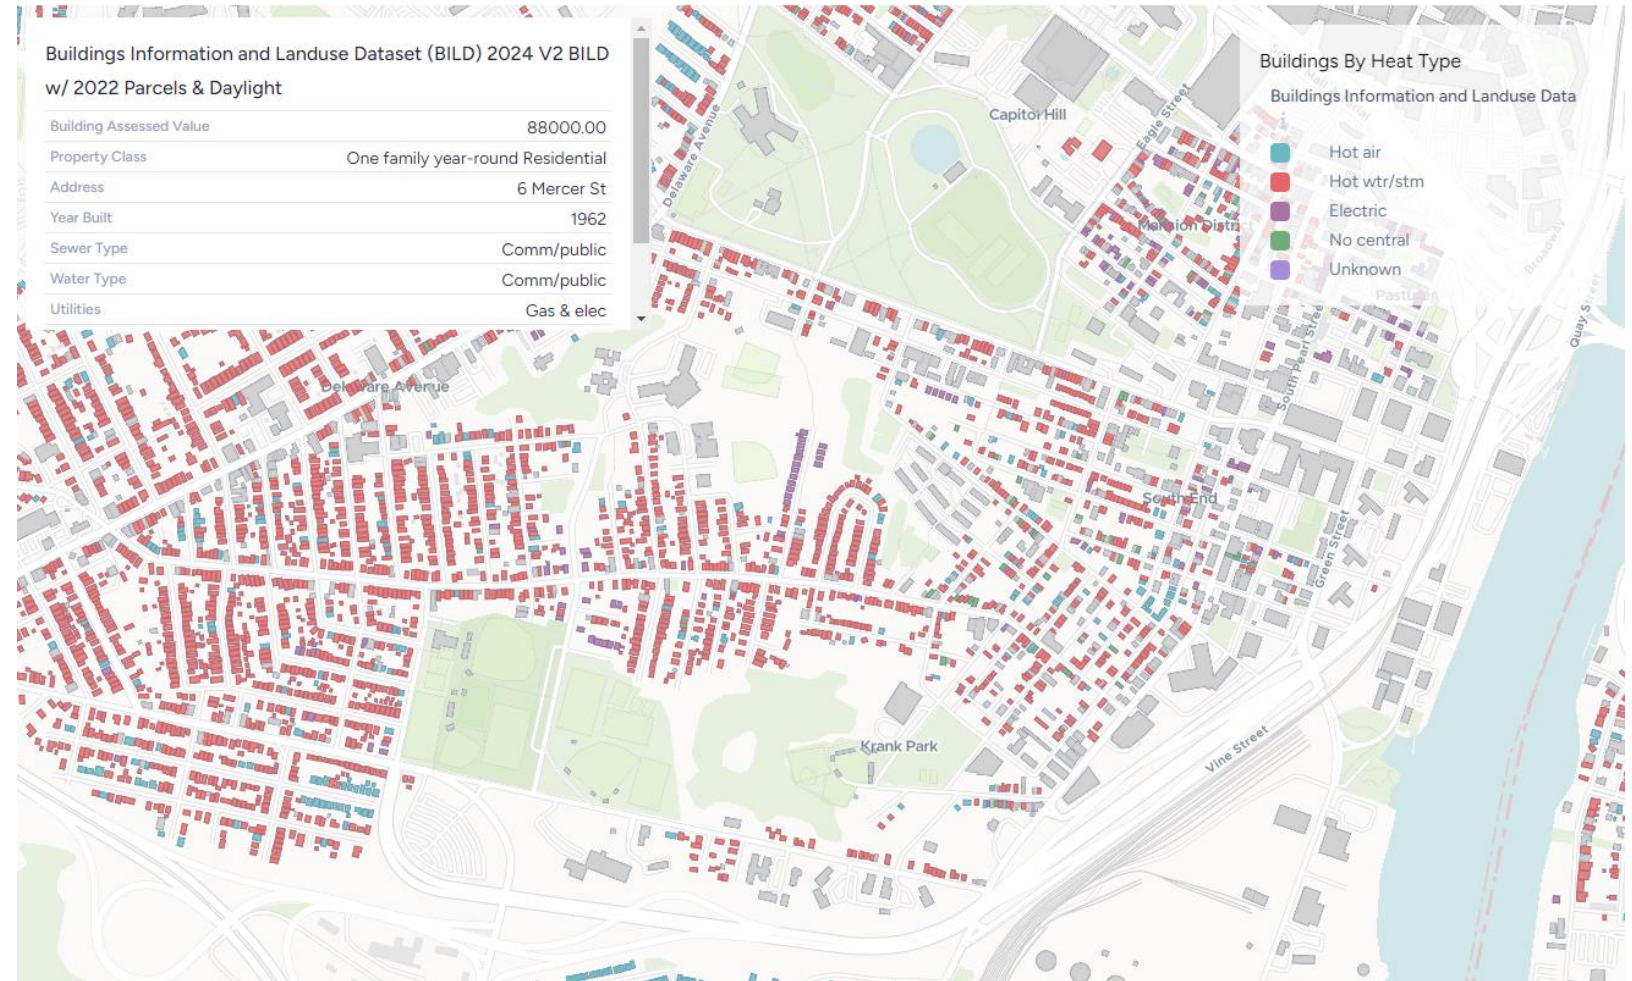 Buildings Information and Landuse Dataset (BILD) 2024 V2 BILD
w/ 2022 Parcels & Daylight
Building Assessed Value 88000.00
Property Class One family year-round Residential
Address 6 Mercer St
Year Built 1962
Sewer Type Comm/public
Water Type Comm/public
Utilities Gas & elec
Buildings By Heat Type
Buildings Information and Landuse Data
Hot air
Hot wtr/stm
Electric
No central
Unknown
Capitol Hill
Eagle Street
Delaware Avenue
Mansion District
Broadway
Quay Street
South Pearl Street
Delaware Avenue
South End
Green Street
Krank Park
Vine Street